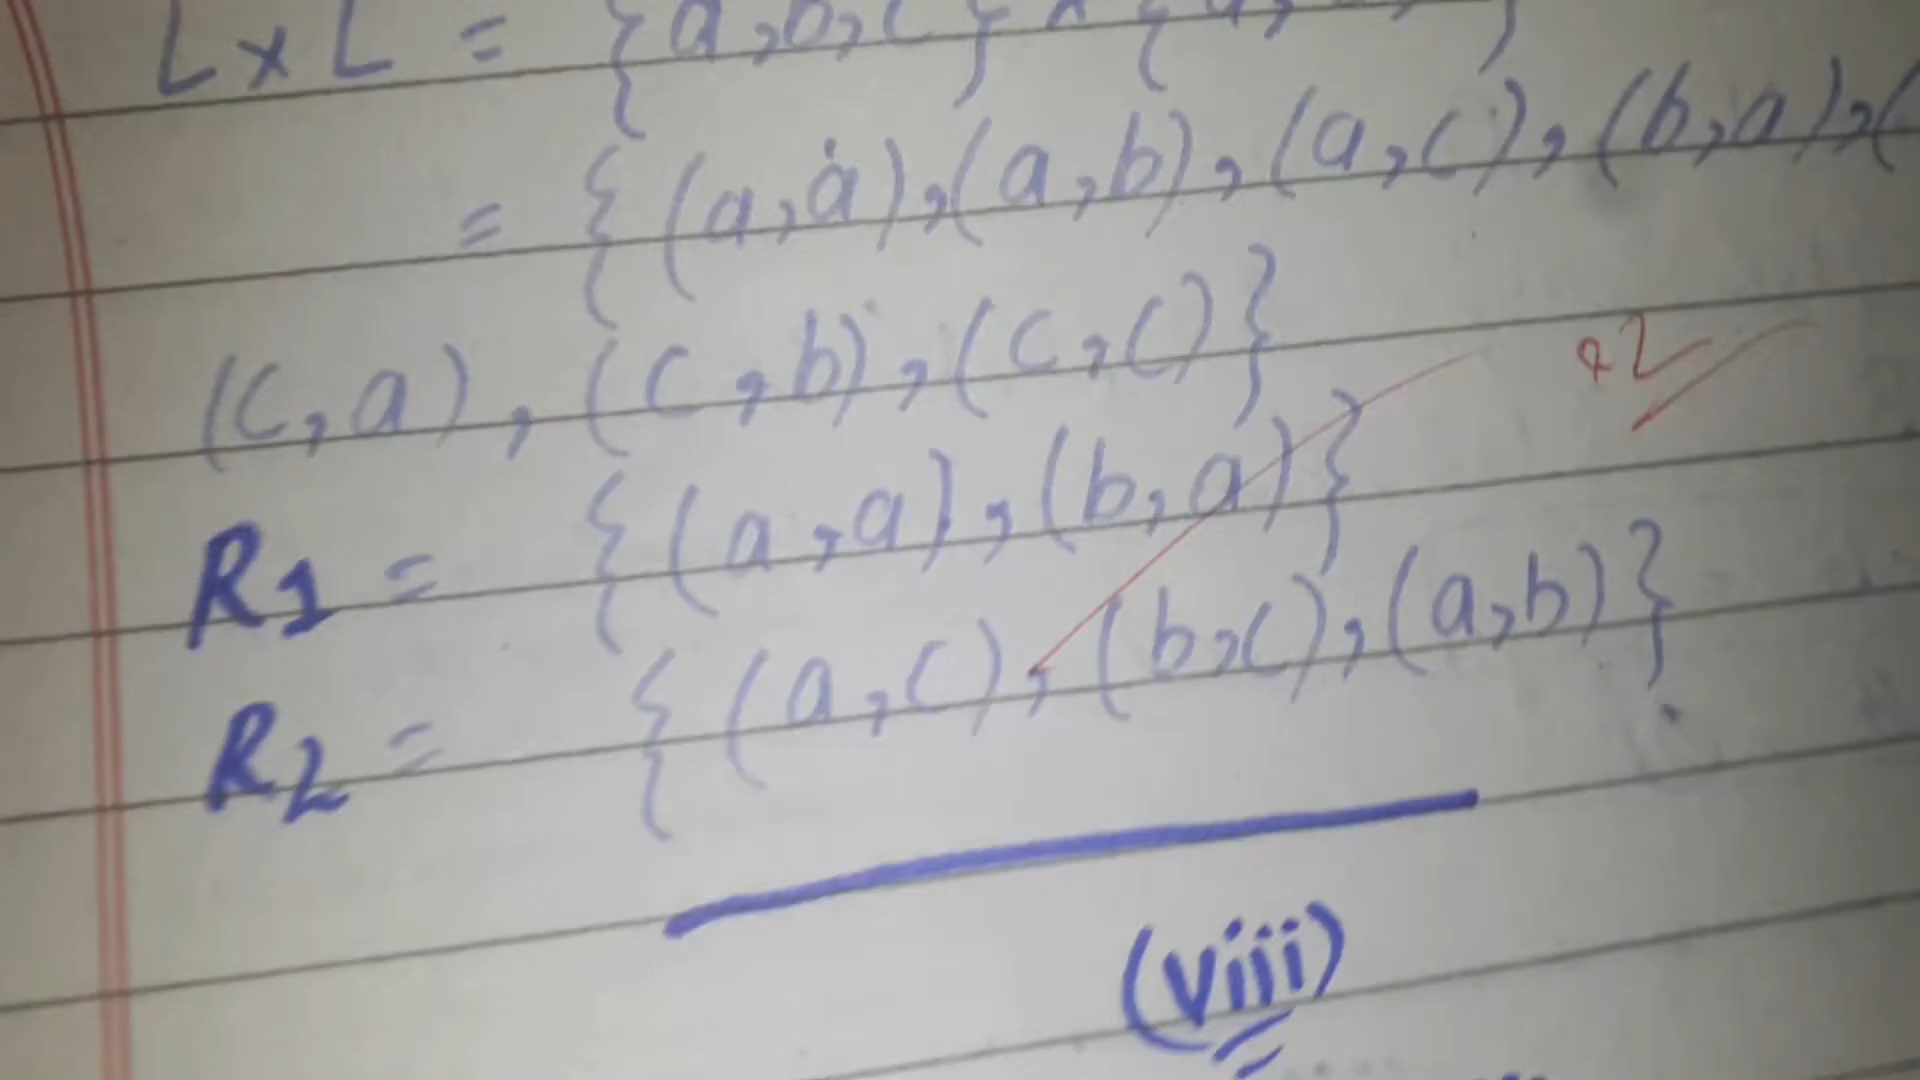 L × L = {a,b,c} × {a,
= {(a,a),(a,b),(a,c),(b,a),(
(c,a),(c,b),(c,c)}
R1 = {(a,a),(b,a)}
R2 = {(a,c),(b,c),(a,b)}
(viii)